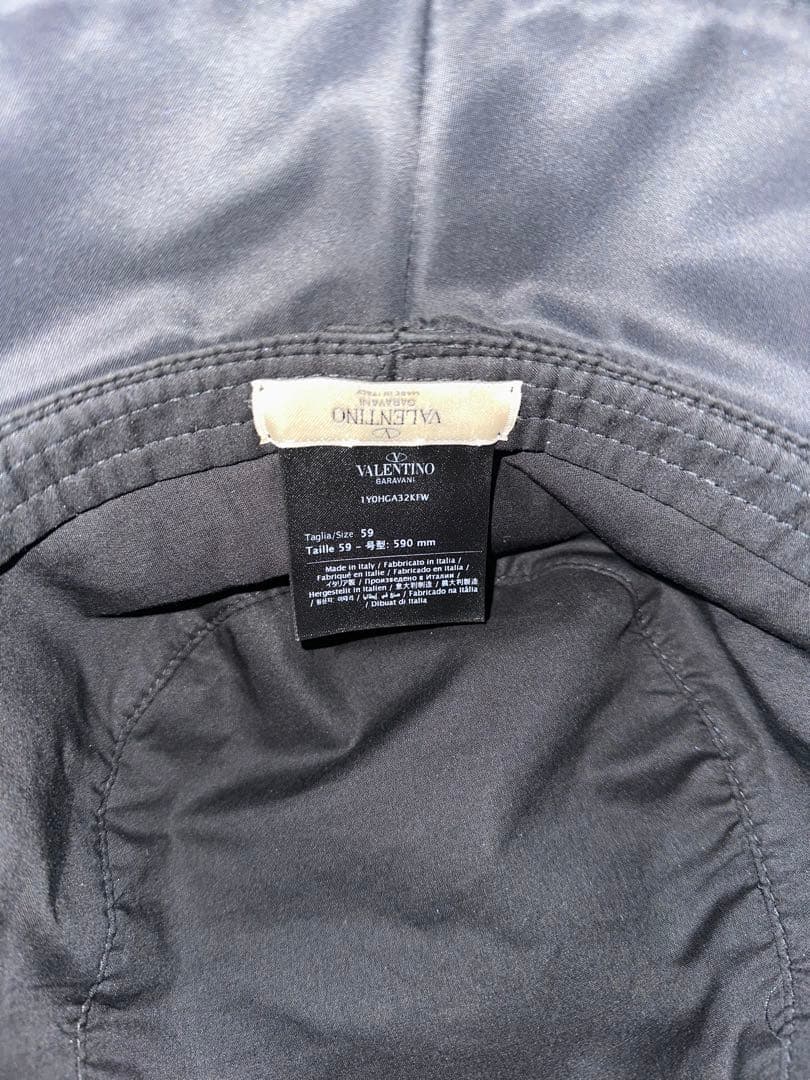 VALENTINO
GARAVANI
MADE IN ITALY
VALENTINO
GARAVANI
1Y0HGA32KFW
Taglia/Size 59
Taille 59 - 号型: 590 mm
Made in Italy / Fabbricato in Italia /
Fabriqué en Italie / Fabricado en Italia /
イタリア製 / Произведено в Италии /
Hergestellt in Italien / 意大利制造 / 義大利製造
/ Fabricado na Itália
/ Dibuat di Italia